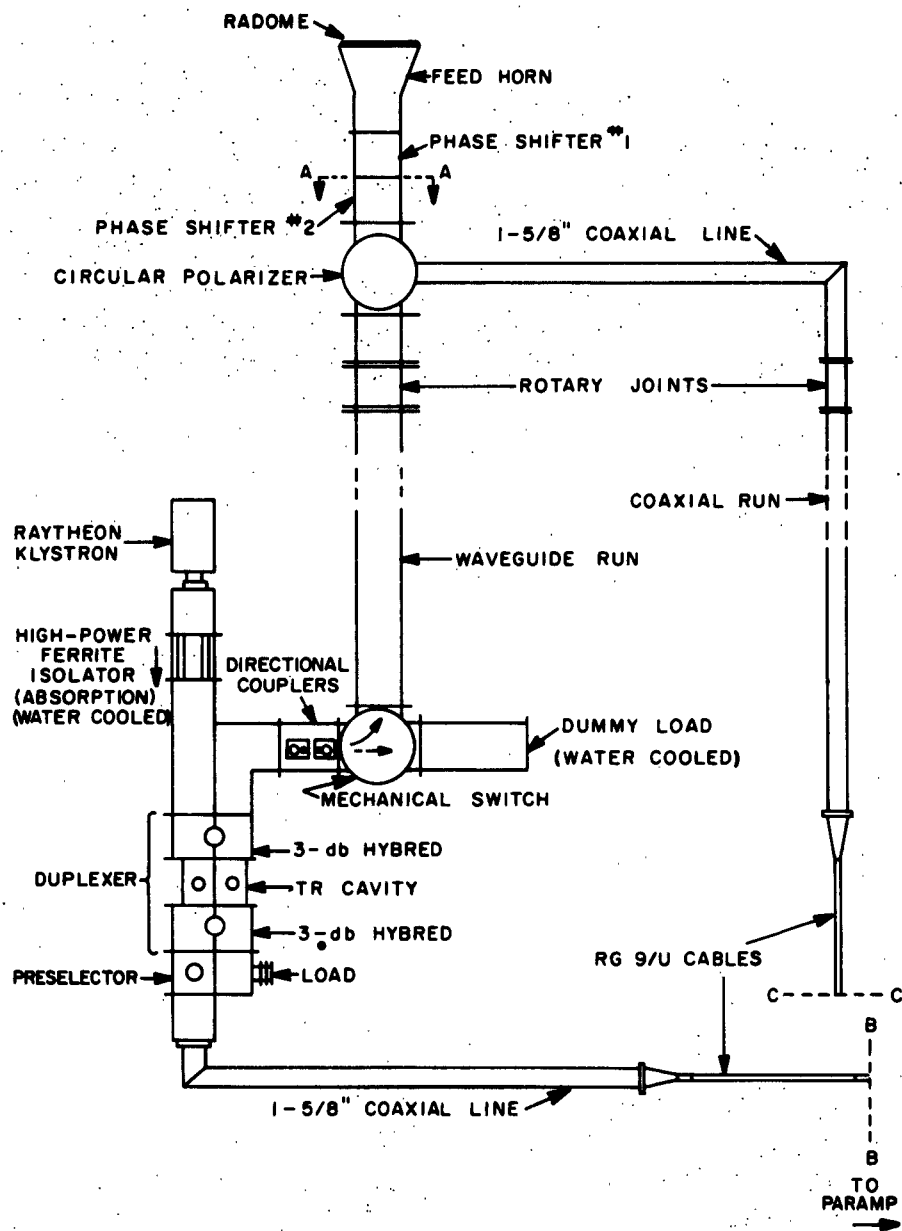 RADOME
FEED HORN
PHASE SHIFTER #1
A A
PHASE SHIFTER #2
1-5/8" COAXIAL LINE
CIRCULAR POLARIZER
ROTARY JOINTS
COAXIAL RUN
RAYTHEON
KLYSTRON
WAVEGUIDE RUN
HIGH-POWER
FERRITE
ISOLATOR
(ABSORPTION)
(WATER COOLED)
DIRECTIONAL
COUPLERS
DUMMY LOAD
(WATER COOLED)
MECHANICAL SWITCH
3-db HYBRED
DUPLEXER
TR CAVITY
3-db HYBRED
RG 9/U CABLES
PRESELECTOR
LOAD
C C
B
1-5/8" COAXIAL LINE
B
TO
PARAMP